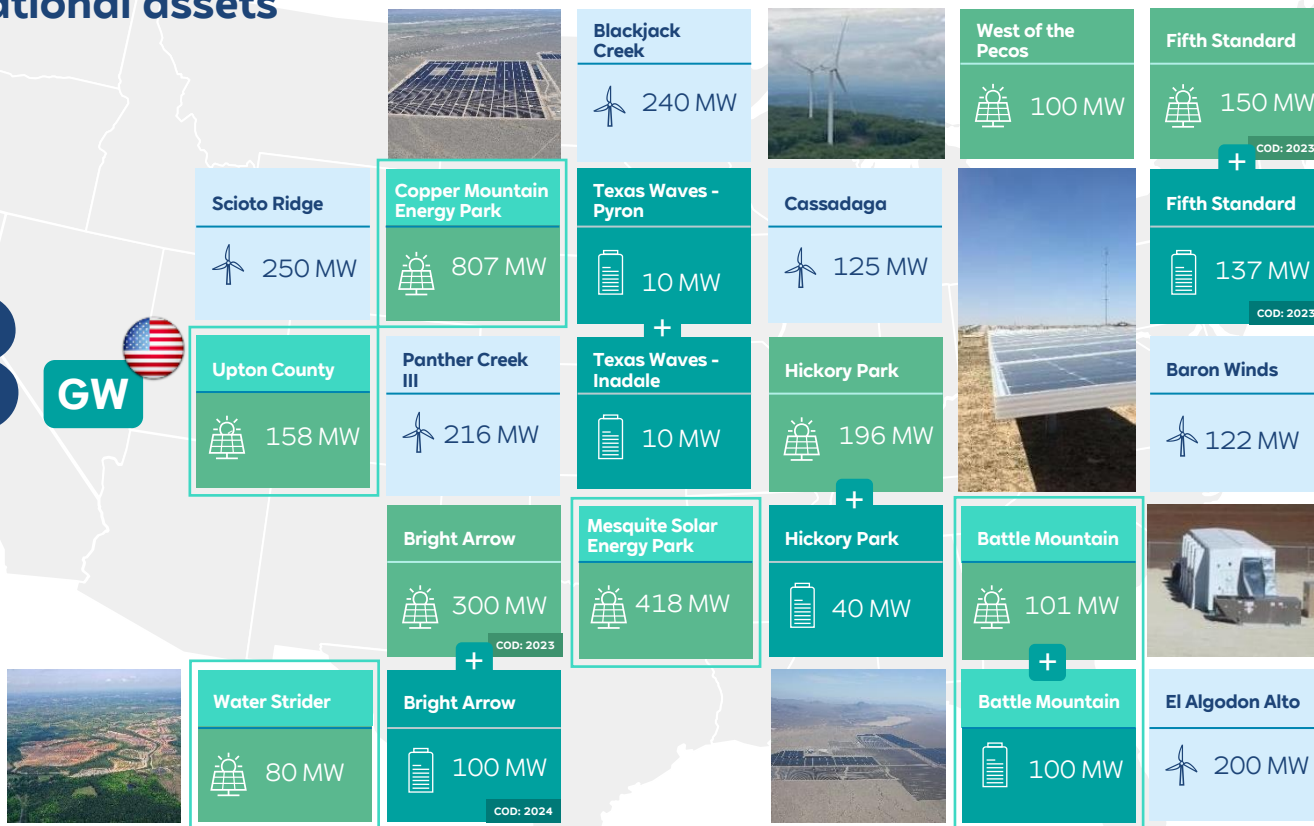 Blackjack
Creek
240 MW
West of the
Pecos
100 MW
Fifth Standard
150 MW
COD: 2023
+
Scioto Ridge
250 MW
Copper Mountain
Energy Park
807 MW
Texas Waves -
Pyron
10 MW
+
Cassadaga
125 MW
Fifth Standard
137 MW
COD: 2023
GW
Upton County
158 MW
Panther Creek
III
216 MW
Texas Waves -
Inadale
10 MW
Hickory Park
196 MW
+
Baron Winds
122 MW
Bright Arrow
300 MW
COD: 2023
+
Mesquite Solar
Energy Park
418 MW
Hickory Park
40 MW
Battle Mountain
101 MW
+
Water Strider
80 MW
Bright Arrow
100 MW
COD: 2024
Battle Mountain
100 MW
El Algodon Alto
200 MW